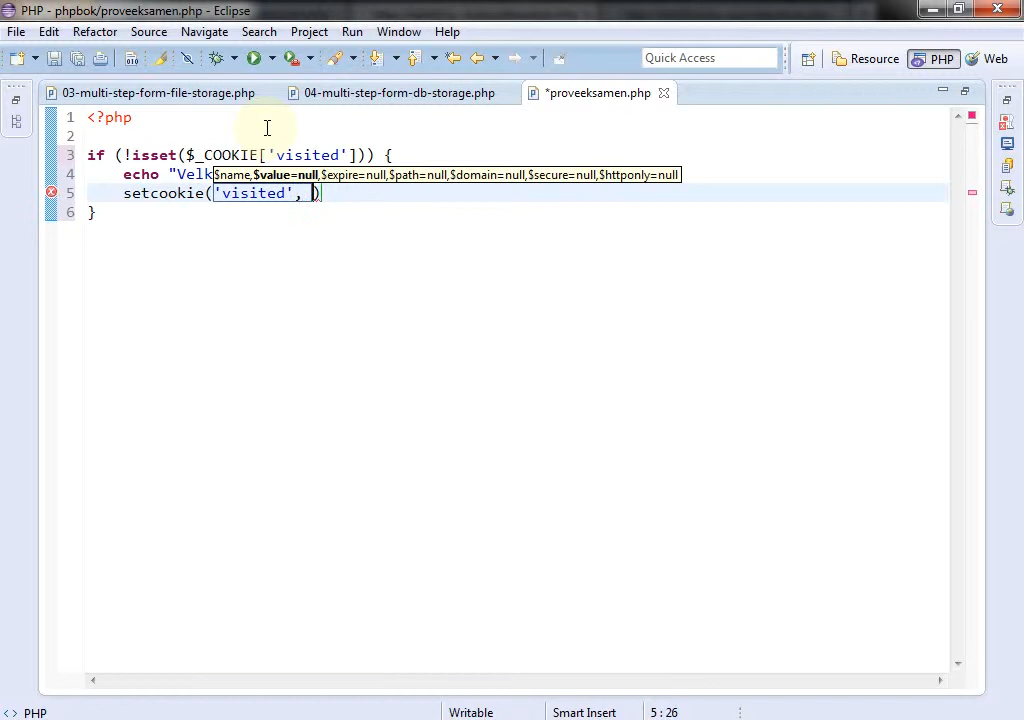 PHP - phpbok/proveeksamen.php - Eclipse
File Edit Refactor Source Navigate Search Project Run Window Help
010 Quick Access Resource PHP Web
03-multi-step-form-file-storage.php 04-multi-step-form-db-storage.php *proveeksamen.php
1 <?php
2
3 if (!isset($_COOKIE['visited'])) {
4 echo "Velk
$name,$value=null,$expire=null,$path=null,$domain=null,$secure=null,$httponly=null
5 setcookie('visited', )
6 }
<> PHP Writable Smart Insert 5 : 26